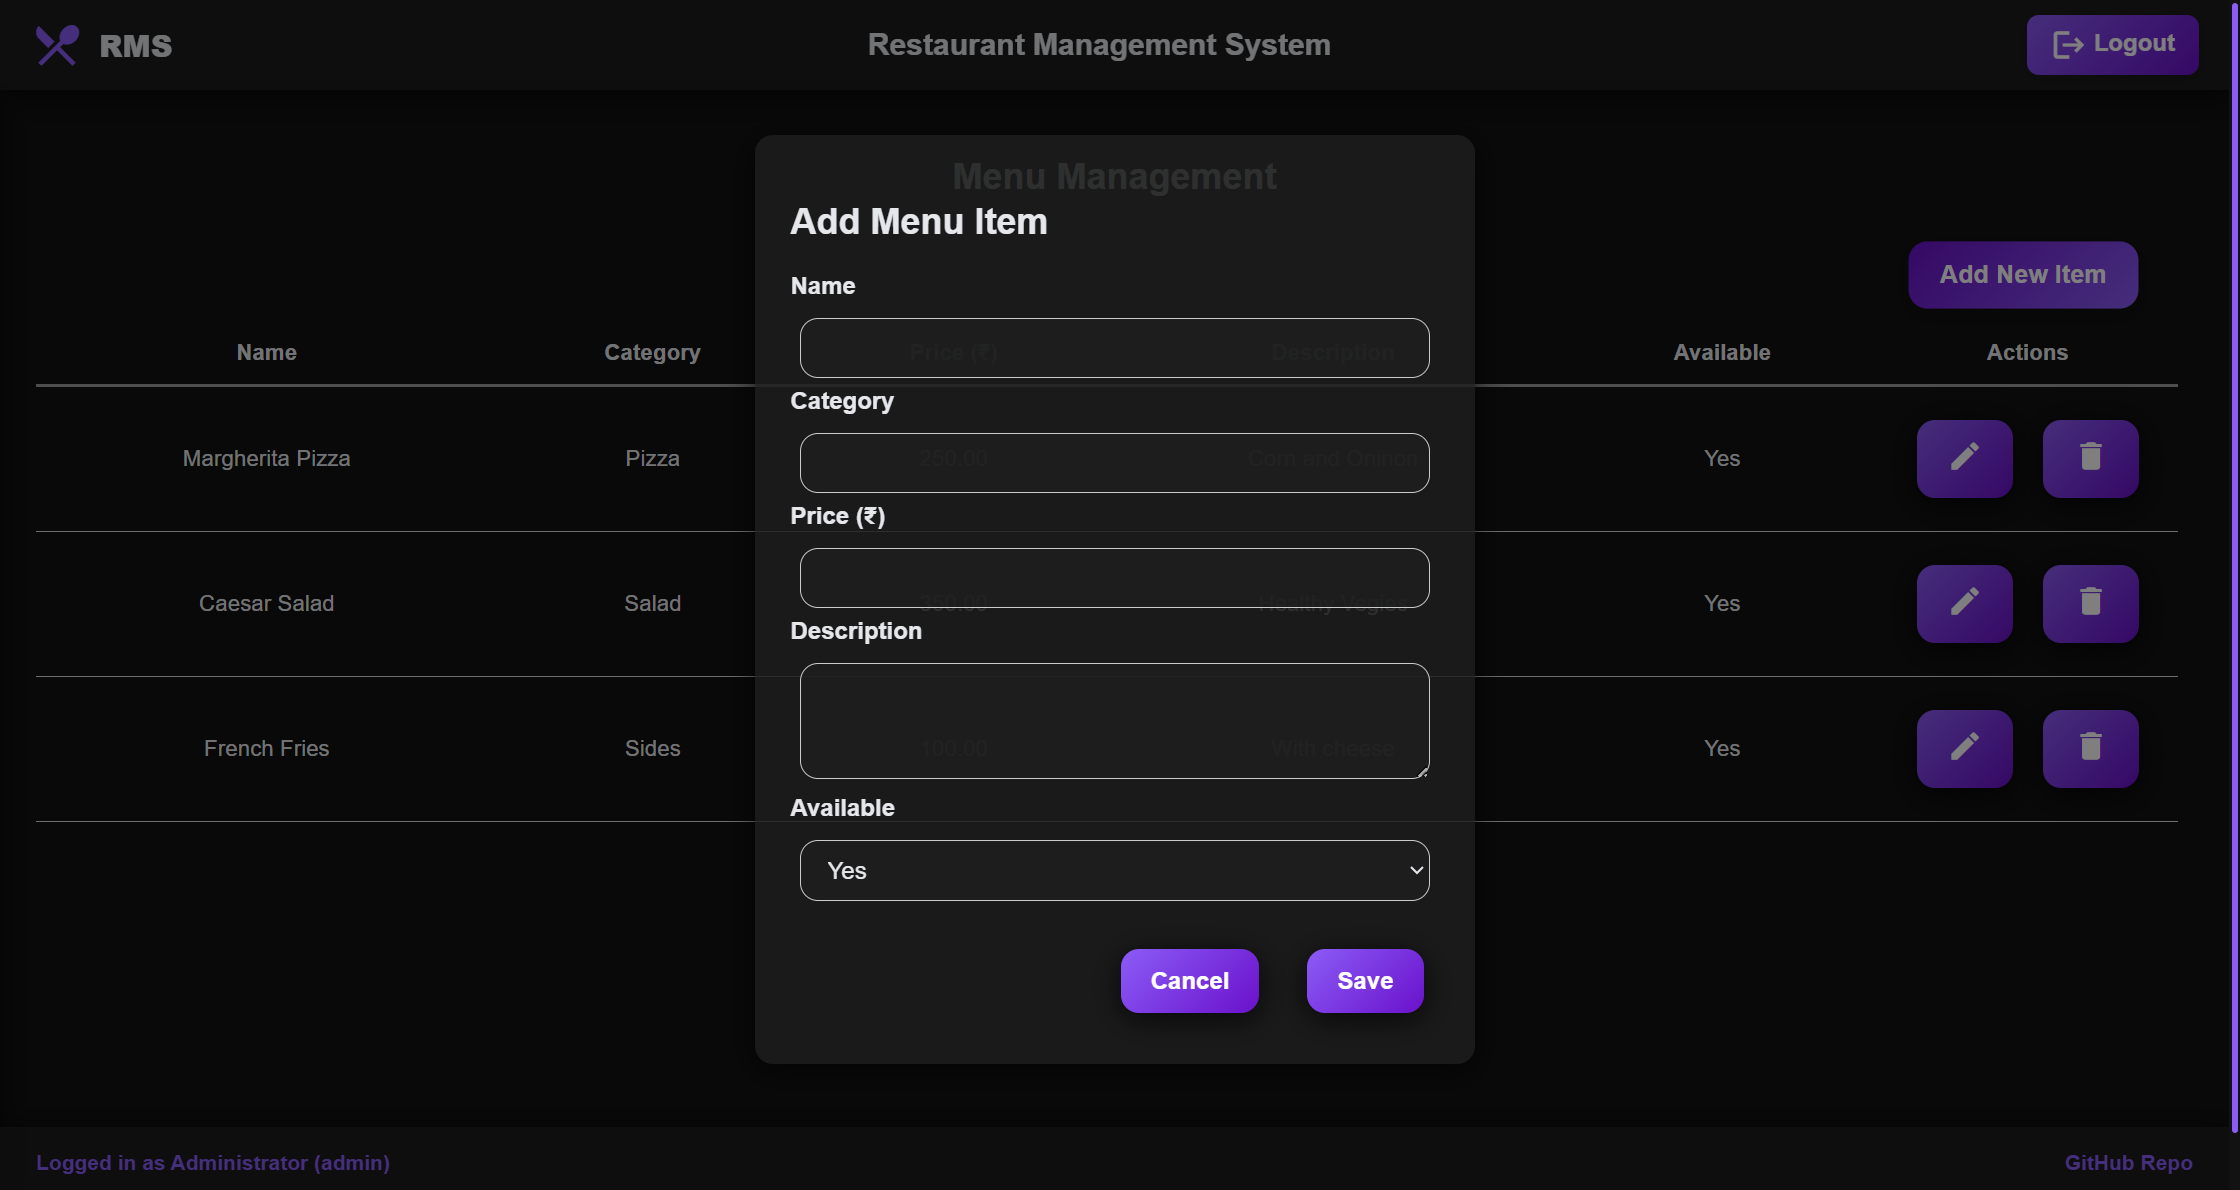 RMS
Restaurant Management System
Logout
Menu Management
Add Menu Item
Add New Item
Name
Name Category Price (₹) Description Available Actions
Category
Margherita Pizza Pizza 250.00 Corn and Oninon Yes
Price (₹)
Caesar Salad Salad 350.00 Healthy Vegies Yes
Description
French Fries Sides 100.00 With cheese Yes
Available
Yes
Cancel Save
Logged in as Administrator (admin)
GitHub Repo